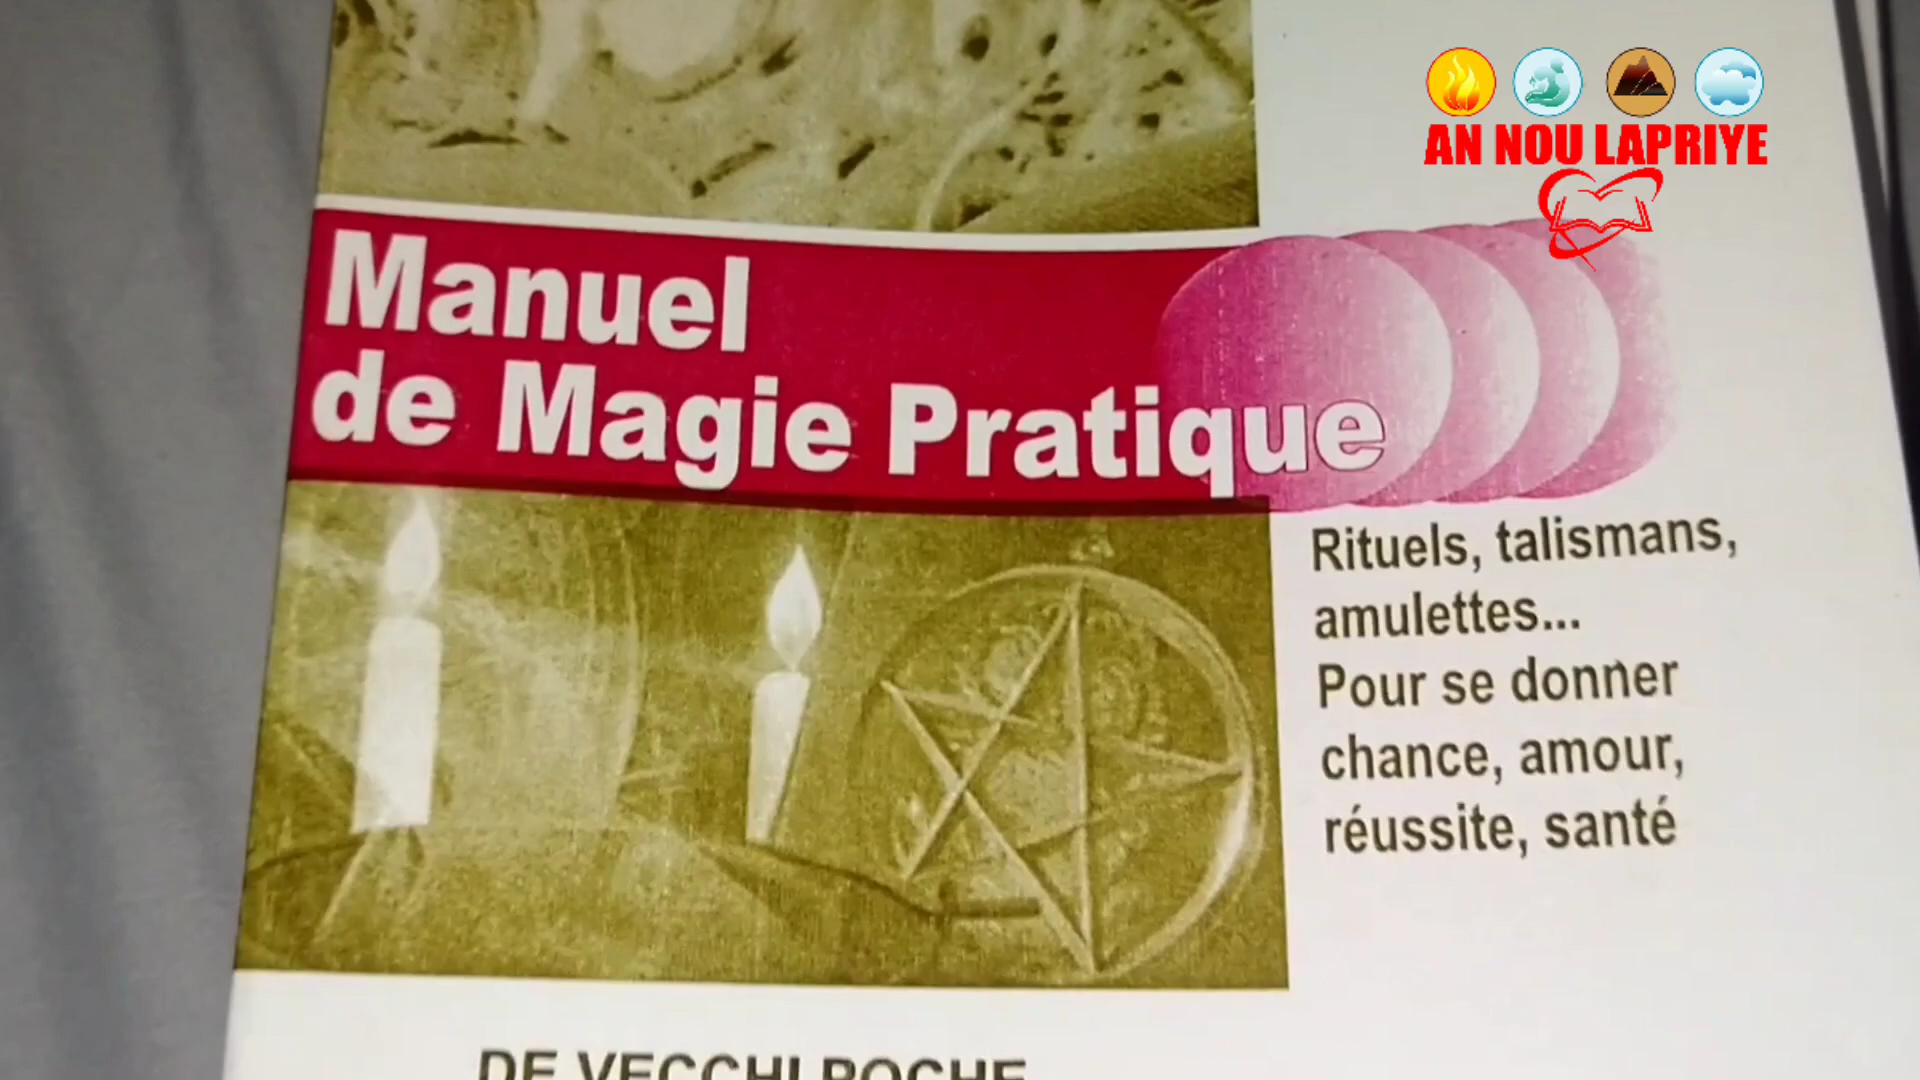 AN NOU LAPRIYE
Manuel
de Magie Pratique
Rituels, talismans,
amulettes...
Pour se donner
chance, amour,
réussite, santé
DE VECCHI POCHE